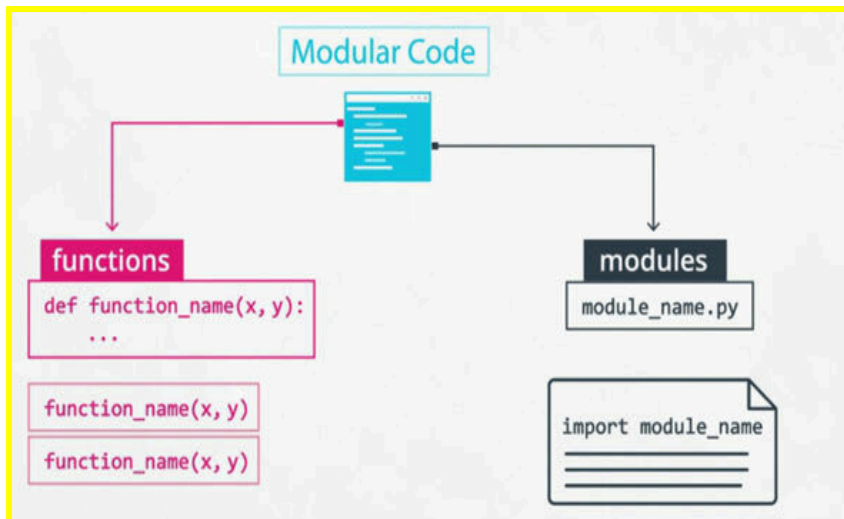 Modular Code
functions
def function_name(x, y):
...
function_name(x, y)
function_name(x, y)
modules
module_name.py
import module_name